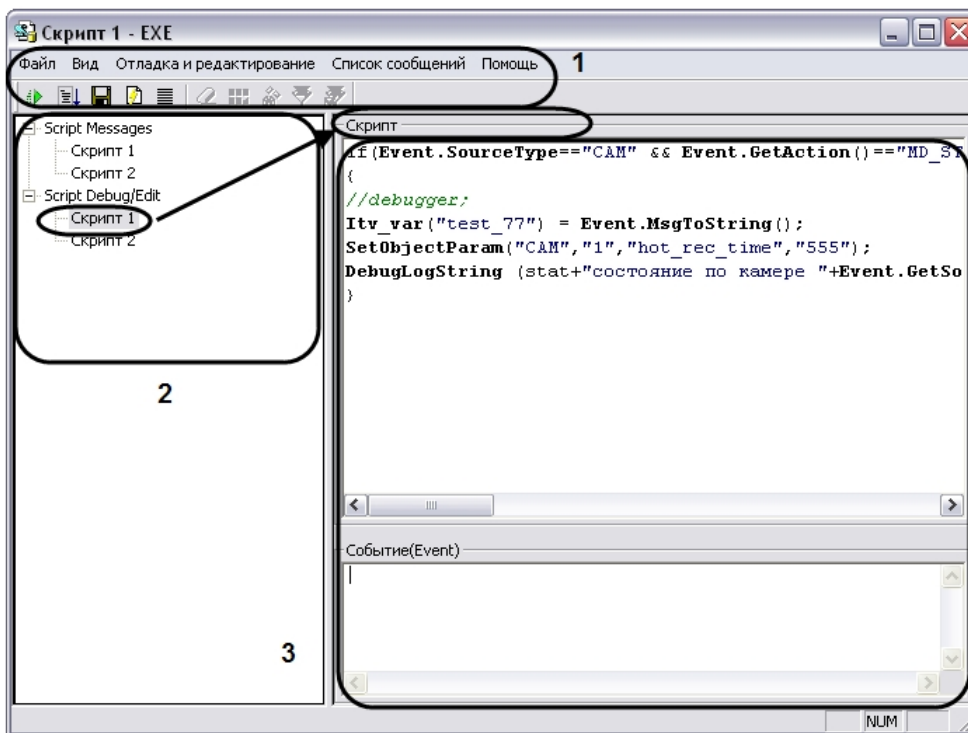 Скрипт 1 - EXE
Файл Вид Отладка и редактирование Список сообщений Помощь
1
Script Messages
Скрипт 1
Скрипт 2
Script Debug/Edit
Скрипт 1
Скрипт 2
2
3
Скрипт
if(Event.SourceType=="CAM" && Event.GetAction()=="MD_ST
{
//debugger;
Itv_var("test_77") = Event.MsgToString();
SetObjectParam("CAM","1","hot_rec_time","555");
DebugLogString (stat+"состояние по камере "+Event.GetSo
}
Событие(Event)
NUM